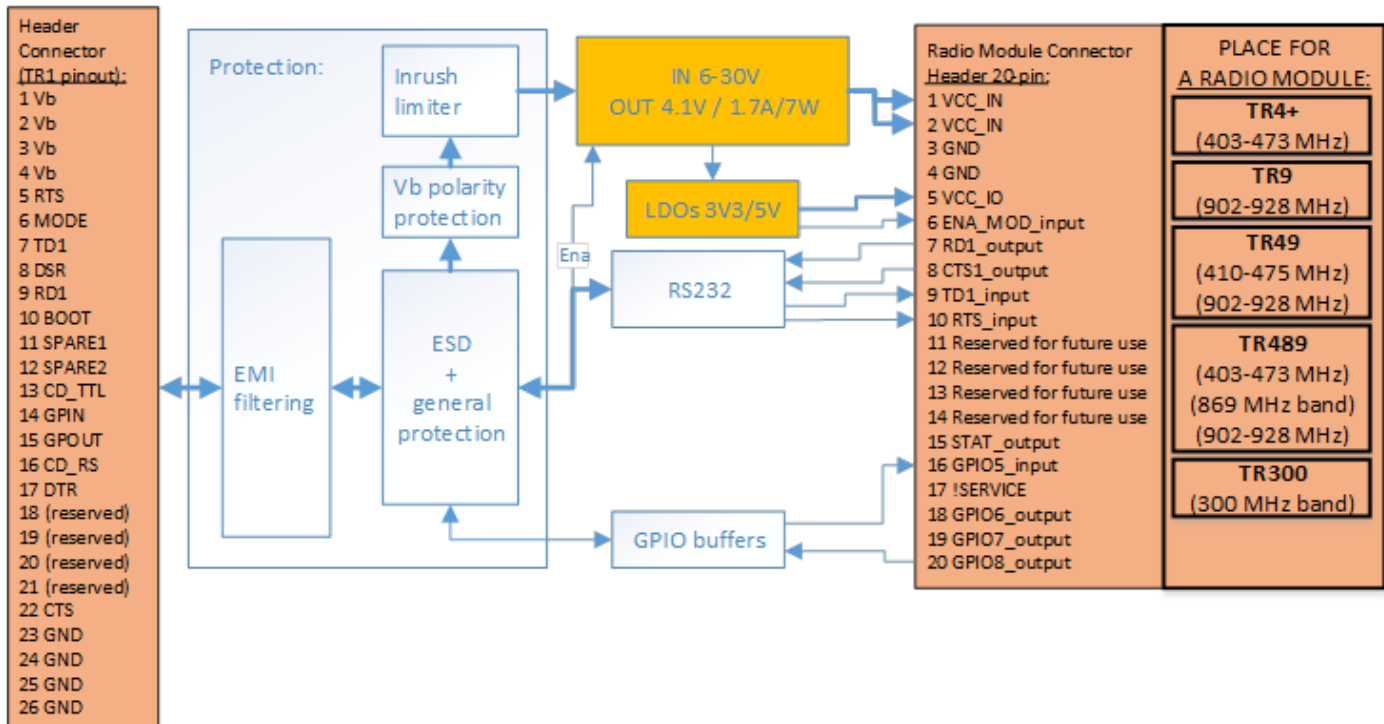 Header
Connector
(TR1 pinout):
1 Vb
2 Vb
3 Vb
4 Vb
5 RTS
6 MODE
7 TD1
8 DSR
9 RD1
10 BOOT
11 SPARE1
12 SPARE2
13 CD_TTL
14 GPIN
15 GPOUT
16 CD_RS
17 DTR
18 (reserved)
19 (reserved)
20 (reserved)
21 (reserved)
22 CTS
23 GND
24 GND
25 GND
26 GND
Protection:
Inrush
limiter
Vb polarity
protection
EMI
filtering
ESD
+
general
protection
IN 6-30V
OUT 4.1V / 1.7A/7W
LDOs 3V3/5V
Ena
RS232
GPIO buffers
Radio Module Connector
Header 20-pin:
1 VCC_IN
2 VCC_IN
3 GND
4 GND
5 VCC_IO
6 ENA_MOD_input
7 RD1_output
8 CTS1_output
9 TD1_input
10 RTS_input
11 Reserved for future use
12 Reserved for future use
13 Reserved for future use
14 Reserved for future use
15 STAT_output
16 GPIO5_input
17 !SERVICE
18 GPIO6_output
19 GPIO7_output
20 GPIO8_output
PLACE FOR
A RADIO MODULE:
TR4+
(403-473 MHz)
TR9
(902-928 MHz)
TR49
(410-475 MHz)
(902-928 MHz)
TR489
(403-473 MHz)
(869 MHz band)
(902-928 MHz)
TR300
(300 MHz band)